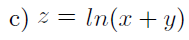 c) z = ln(x + y)